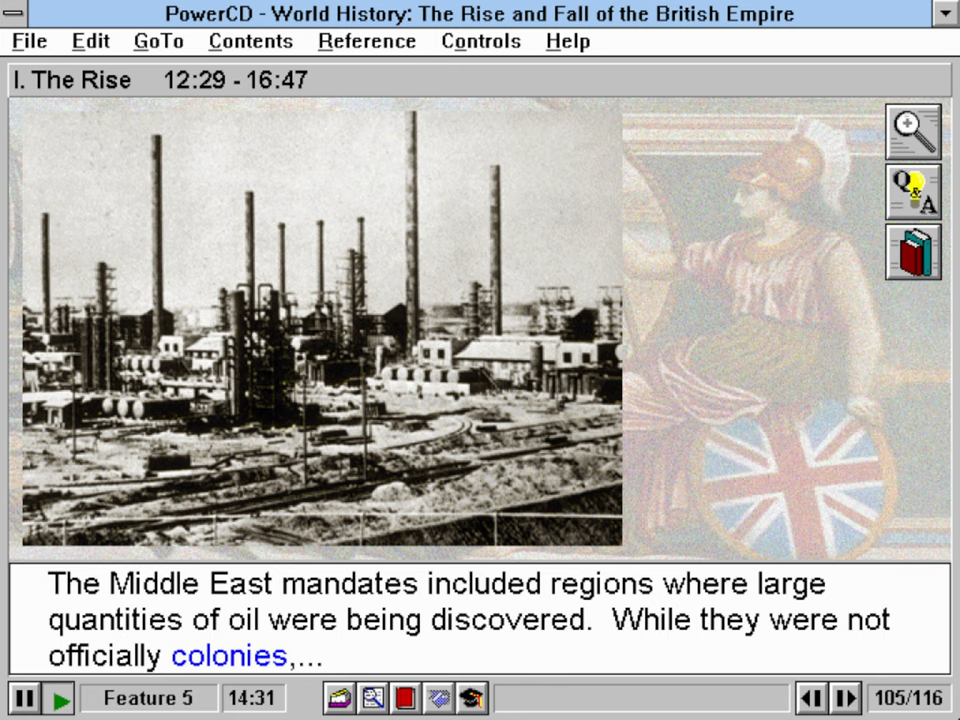 PowerCD - World History: The Rise and Fall of the British Empire
File Edit GoTo Contents Reference Controls Help
I. The Rise 12:29 - 16:47
Q & A
The Middle East mandates included regions where large
quantities of oil were being discovered. While they were not
officially colonies,...
Feature 5 14:31 105/116